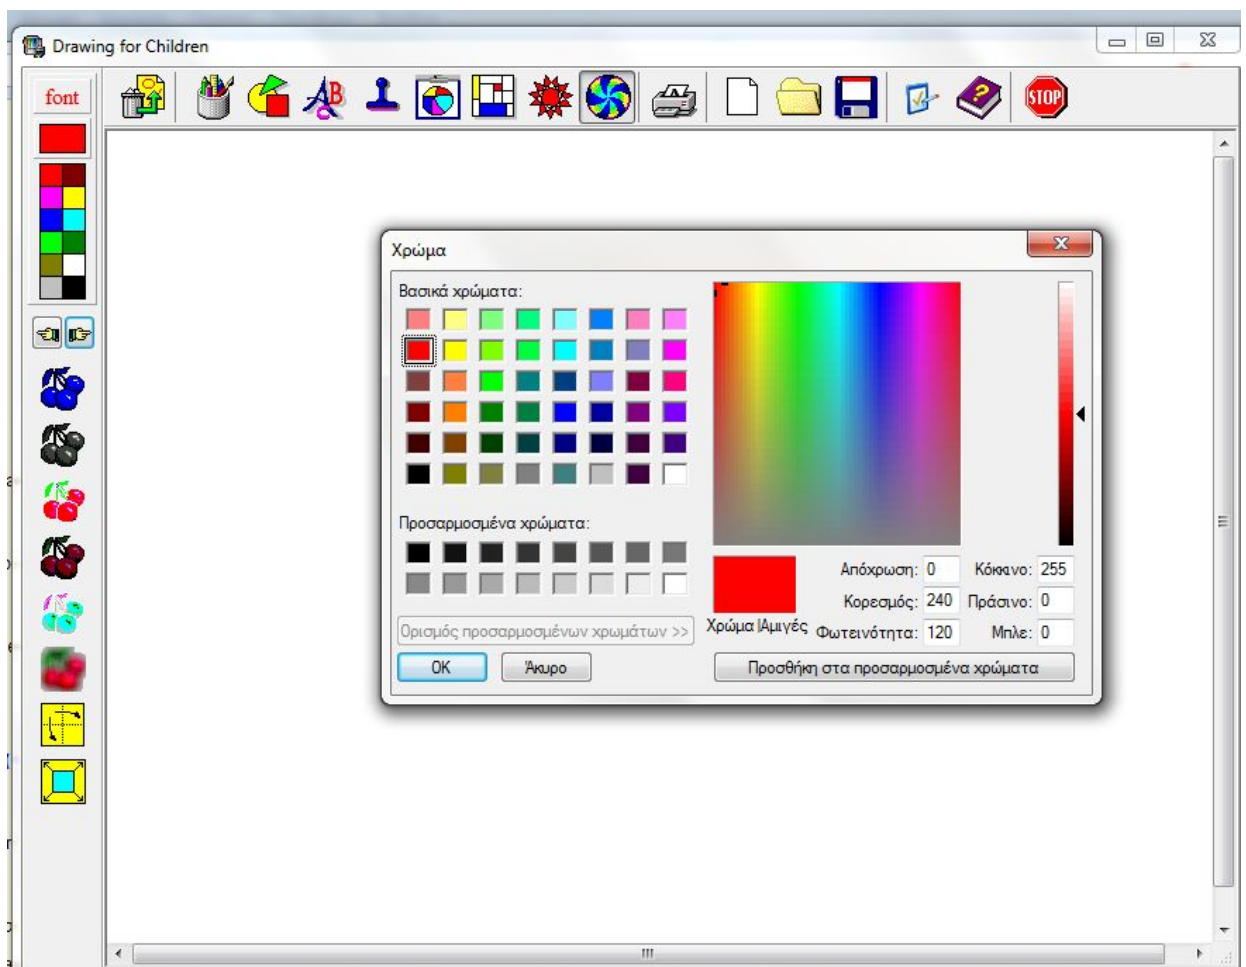 Drawing for Children
font
AB
STOP
Χρώμα
Βασικά χρώματα:
Προσαρμοσμένα χρώματα:
Ορισμός προσαρμοσμένων χρωμάτων >>
OK Άκυρο
Χρώμα |Αμιγές
Απόχρωση: 0 Κόκκινο: 255
Κορεσμός: 240 Πράσινο: 0
Φωτεινότητα: 120 Μπλε: 0
Προσθήκη στα προσαρμοσμένα χρώματα